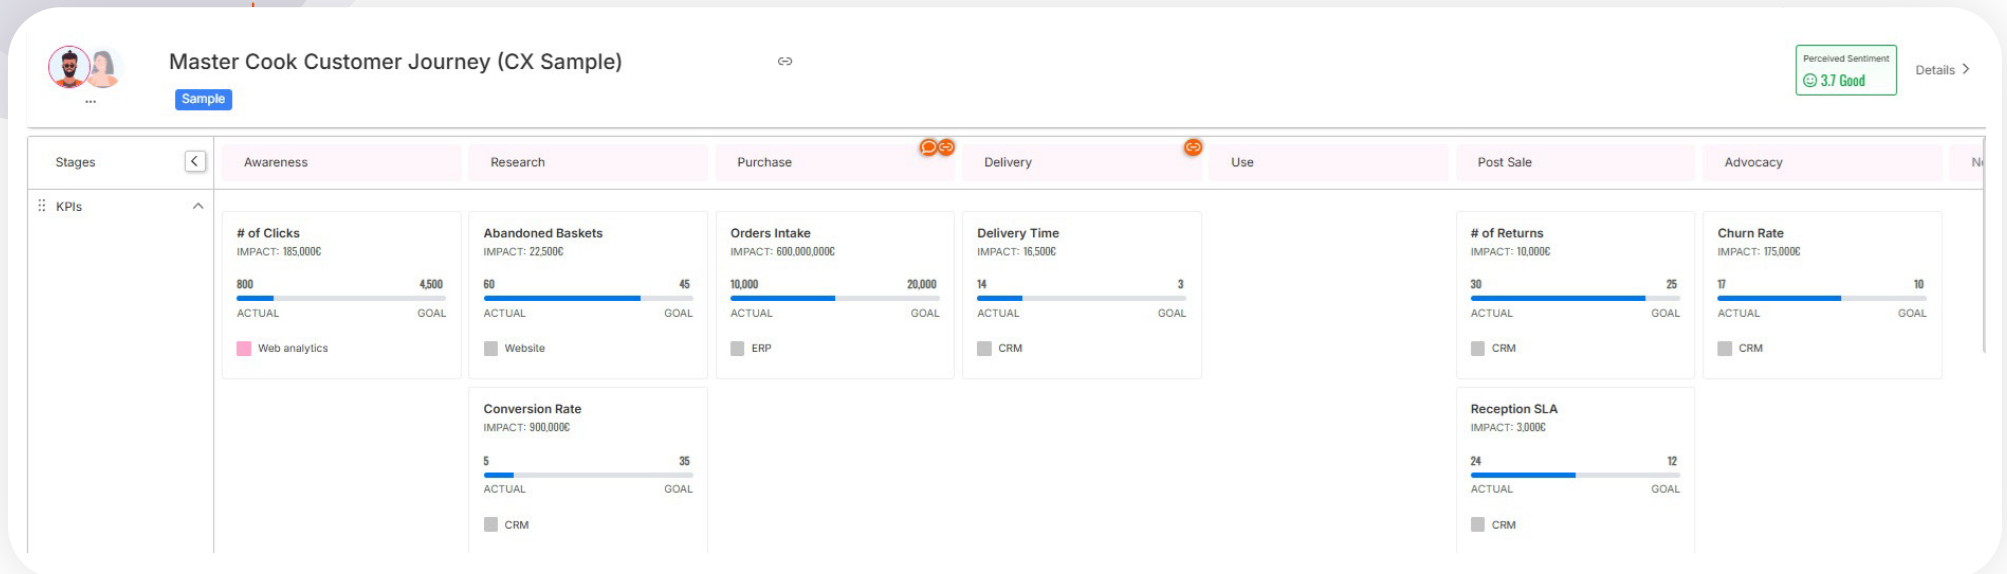 Master Cook Customer Journey (CX Sample)
...
Sample
Perceived Sentiment
3.7 Good
Details
Stages
Awareness
Research
Purchase
Delivery
Use
Post Sale
Advocacy
KPIs
# of Clicks
IMPACT: 185,000€
800 4,500
ACTUAL GOAL
Web analytics
Abandoned Baskets
IMPACT: 22,500€
60 45
ACTUAL GOAL
Website
Conversion Rate
IMPACT: 900,000€
5 35
ACTUAL GOAL
CRM
Orders Intake
IMPACT: 600,000,000€
10,000 20,000
ACTUAL GOAL
ERP
Delivery Time
IMPACT: 16,500€
14 3
ACTUAL GOAL
CRM
# of Returns
IMPACT: 10,000€
30 25
ACTUAL GOAL
CRM
Reception SLA
IMPACT: 3,000€
24 12
ACTUAL GOAL
CRM
Churn Rate
IMPACT: 175,000€
17 10
ACTUAL GOAL
CRM